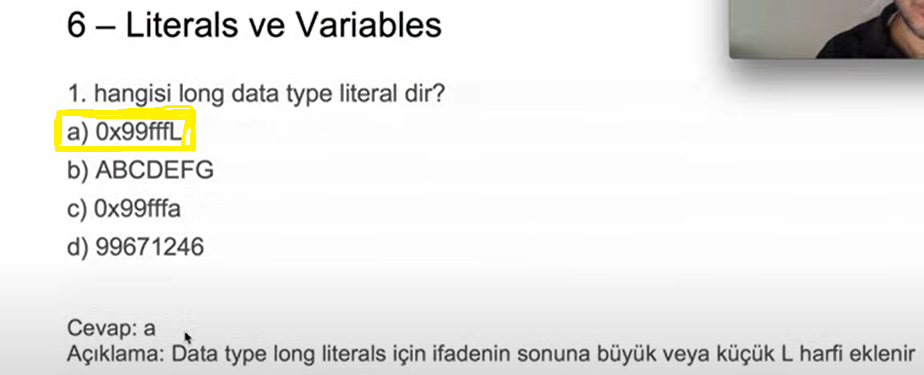 6 – Literals ve Variables
1. hangisi long data type literal dir?
a) 0x99fffL
b) ABCDEFG
c) 0x99fffa
d) 99671246
Cevap: a
Açıklama: Data type long literals için ifadenin sonuna büyük veya küçük L harfi eklenir